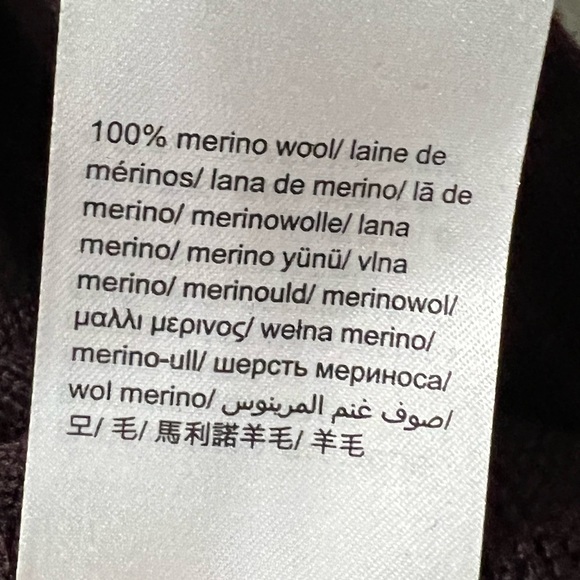 100% merino wool/ laine de
mérinos/ lana de merino/ lã de
merino/ merinowolle/ lana
merino/ merino yünü/ vlna
merino/ merinould/ merinowol/
μαλλι μερινος/ wełna merino/
merino-ull/ шерсть мериноса/
wol merino/ صوف غنم المرينوس/
모/ 毛/ 馬利諾羊毛/ 羊毛